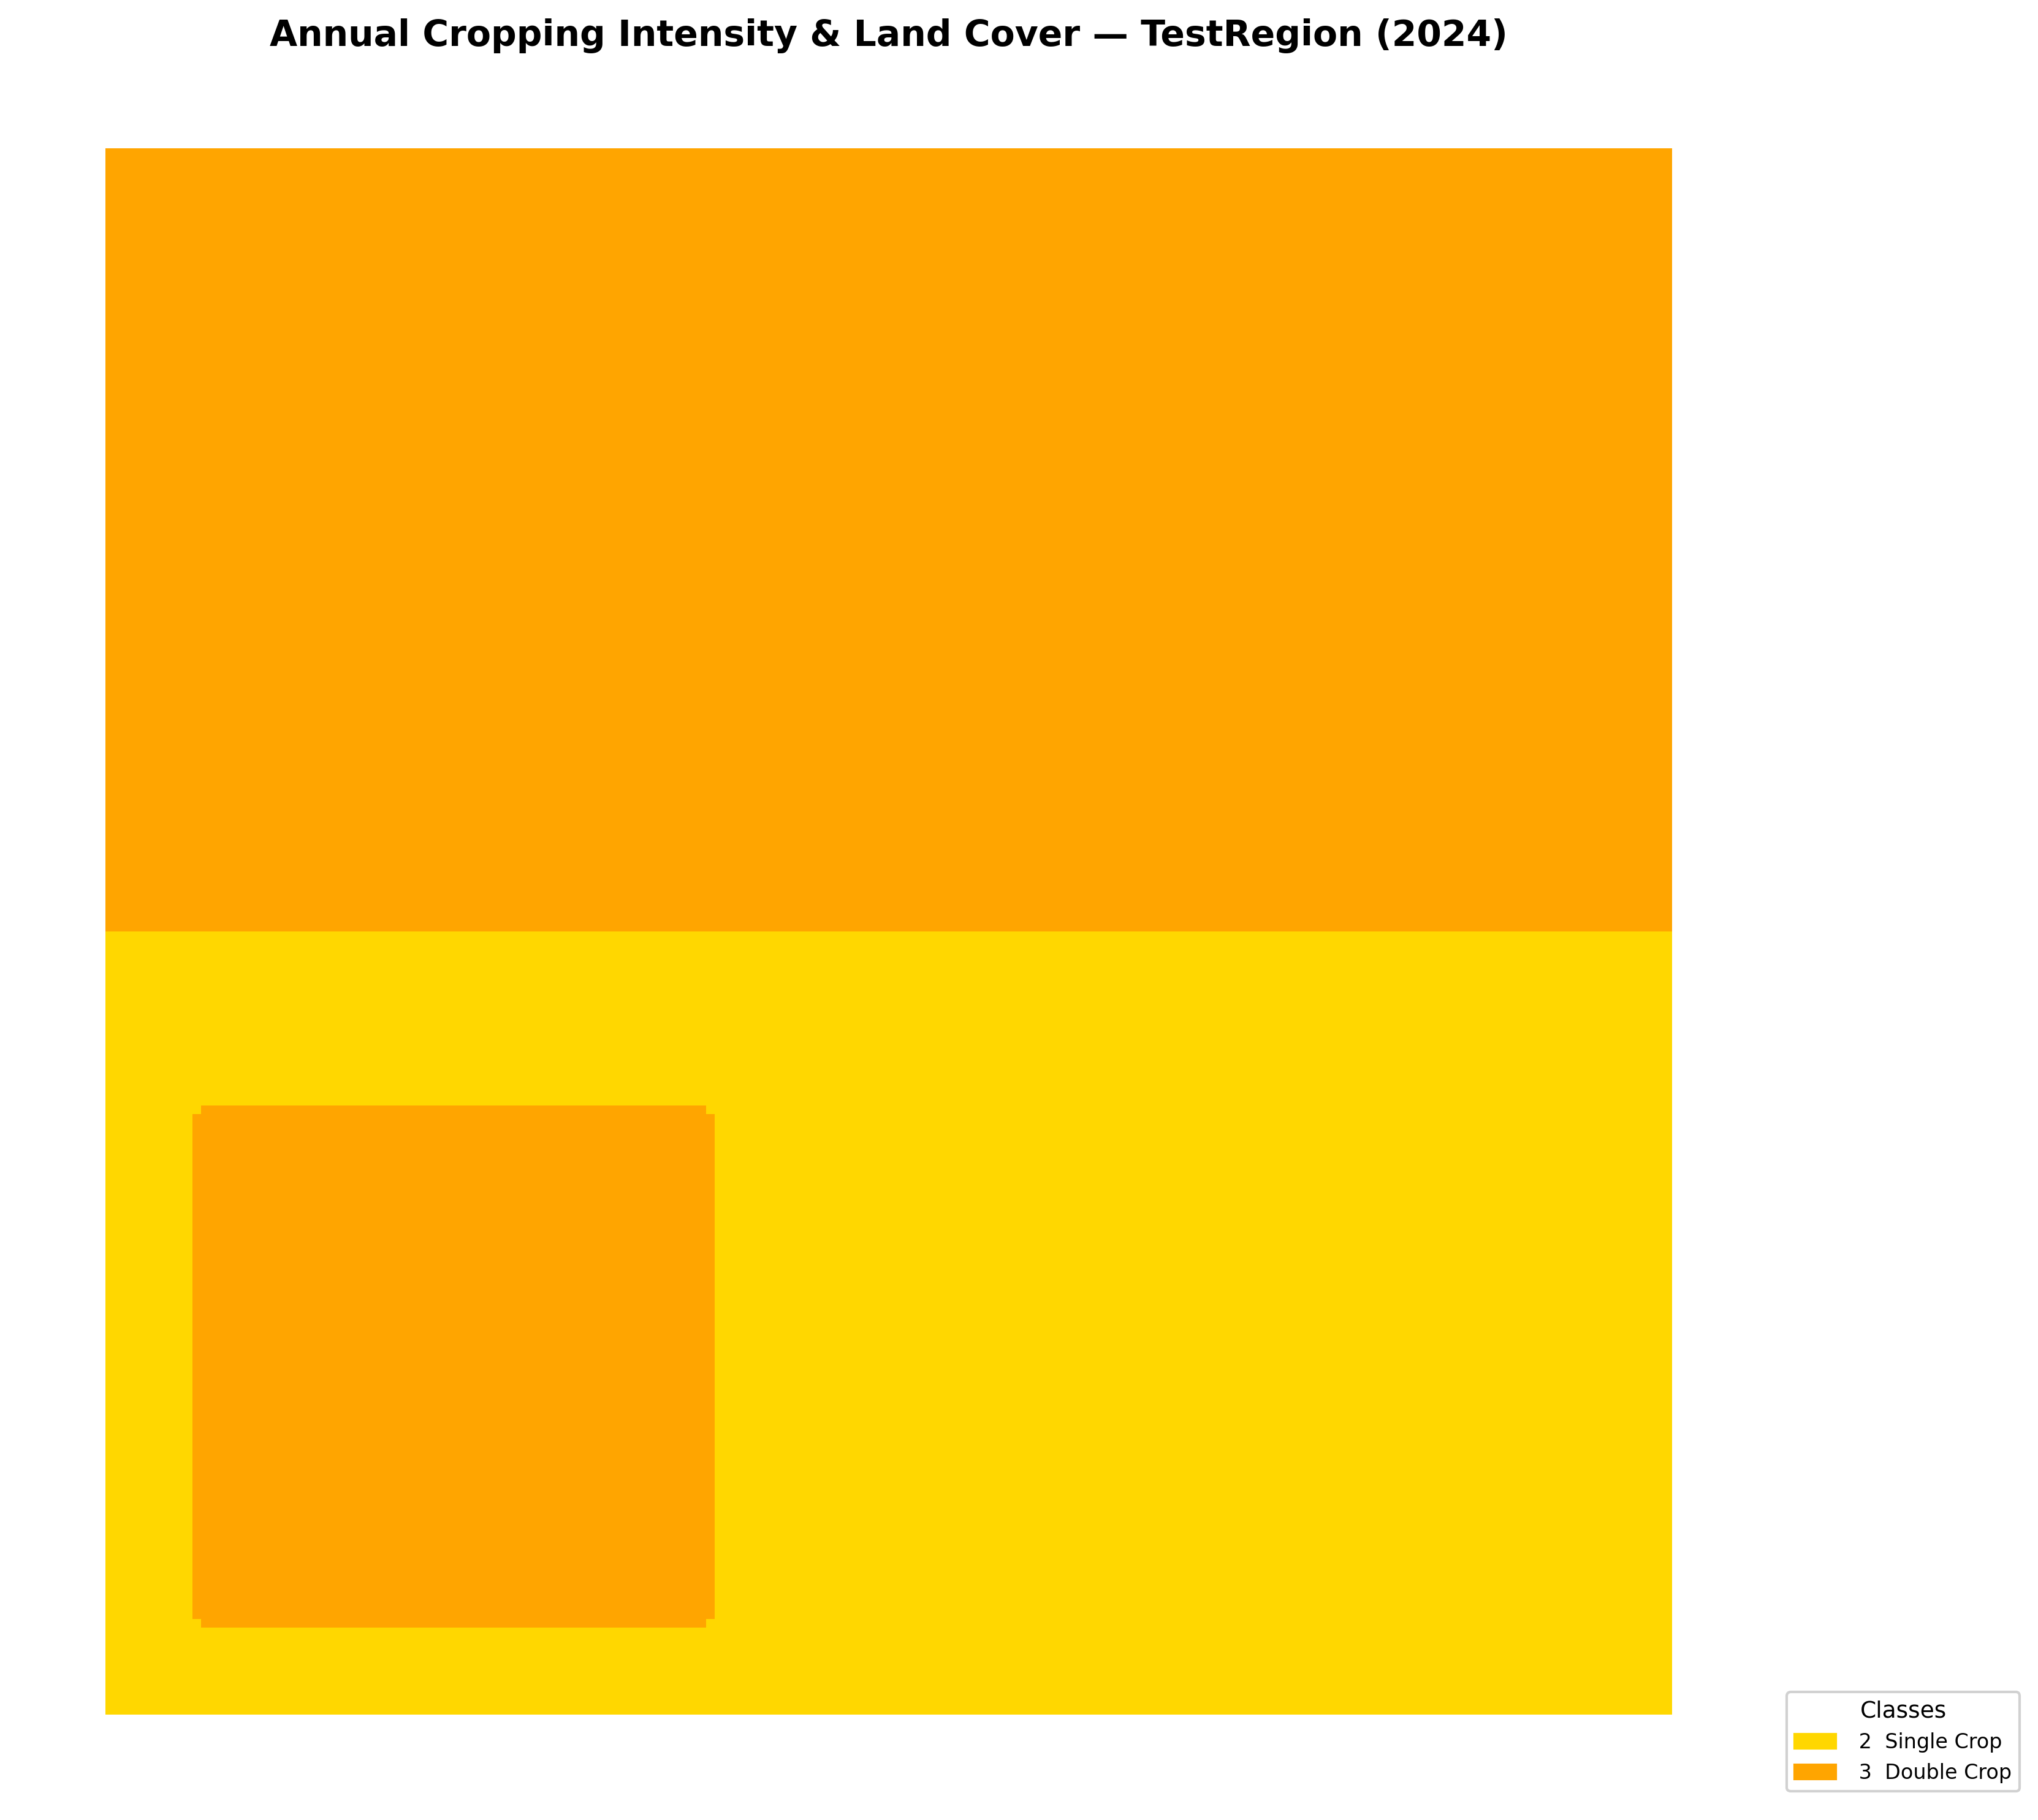 Annual Cropping Intensity & Land Cover — TestRegion (2024)
Classes
2 Single Crop
3 Double Crop